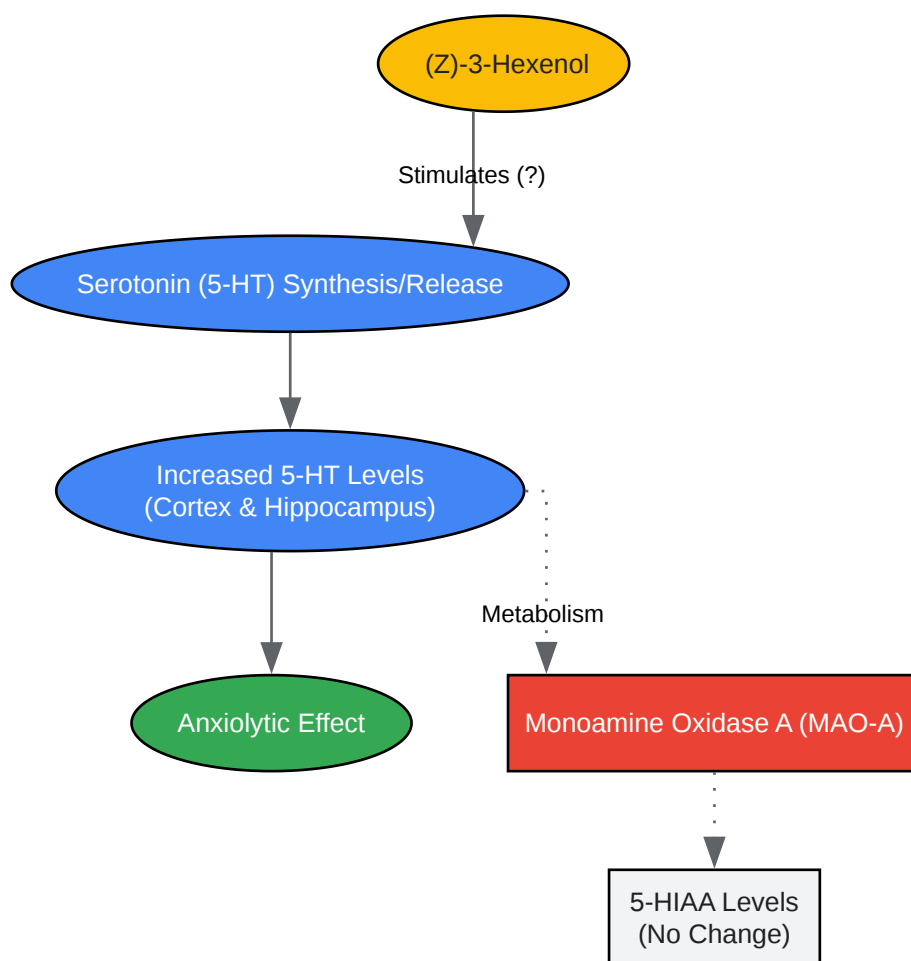 (Z)-3-Hexenol
Stimulates (?)
Serotonin (5-HT) Synthesis/Release
Increased 5-HT Levels
(Cortex & Hippocampus)
Metabolism
Anxiolytic Effect
Monoamine Oxidase A (MAO-A)
5-HIAA Levels
(No Change)